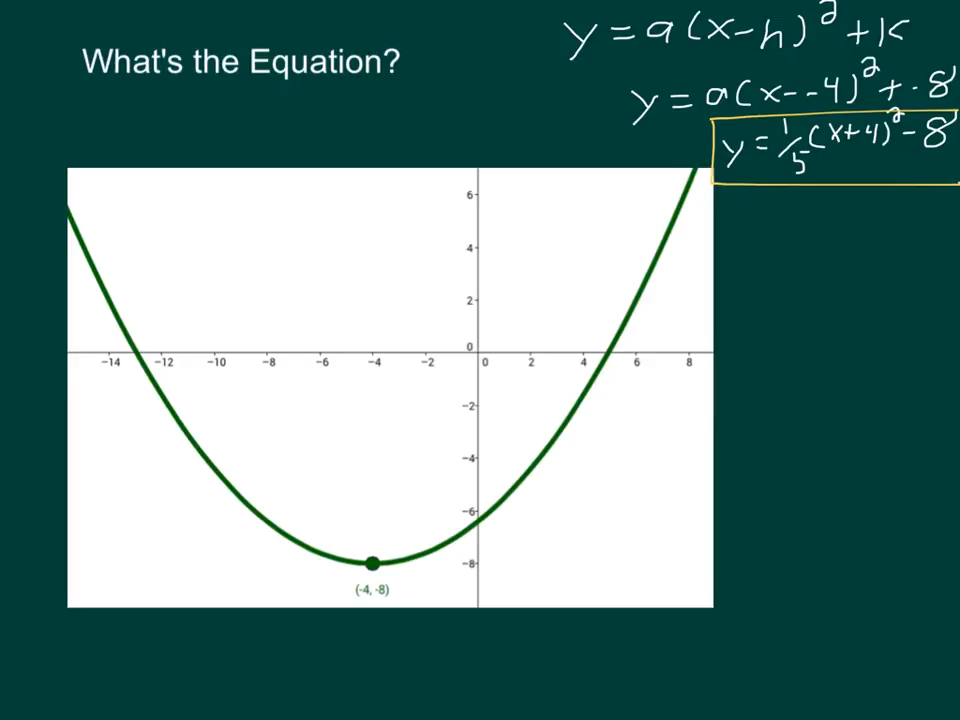 What's the Equation?
y = a(x-h)² + k
y = a(x--4)² + -8
y = 1/5(x+4)² - 8
6
4
2
0
-14 -12 -10 -8 -6 -4 -2 0 2 4 6 8
-2
-4
-6
-8
(-4, -8)